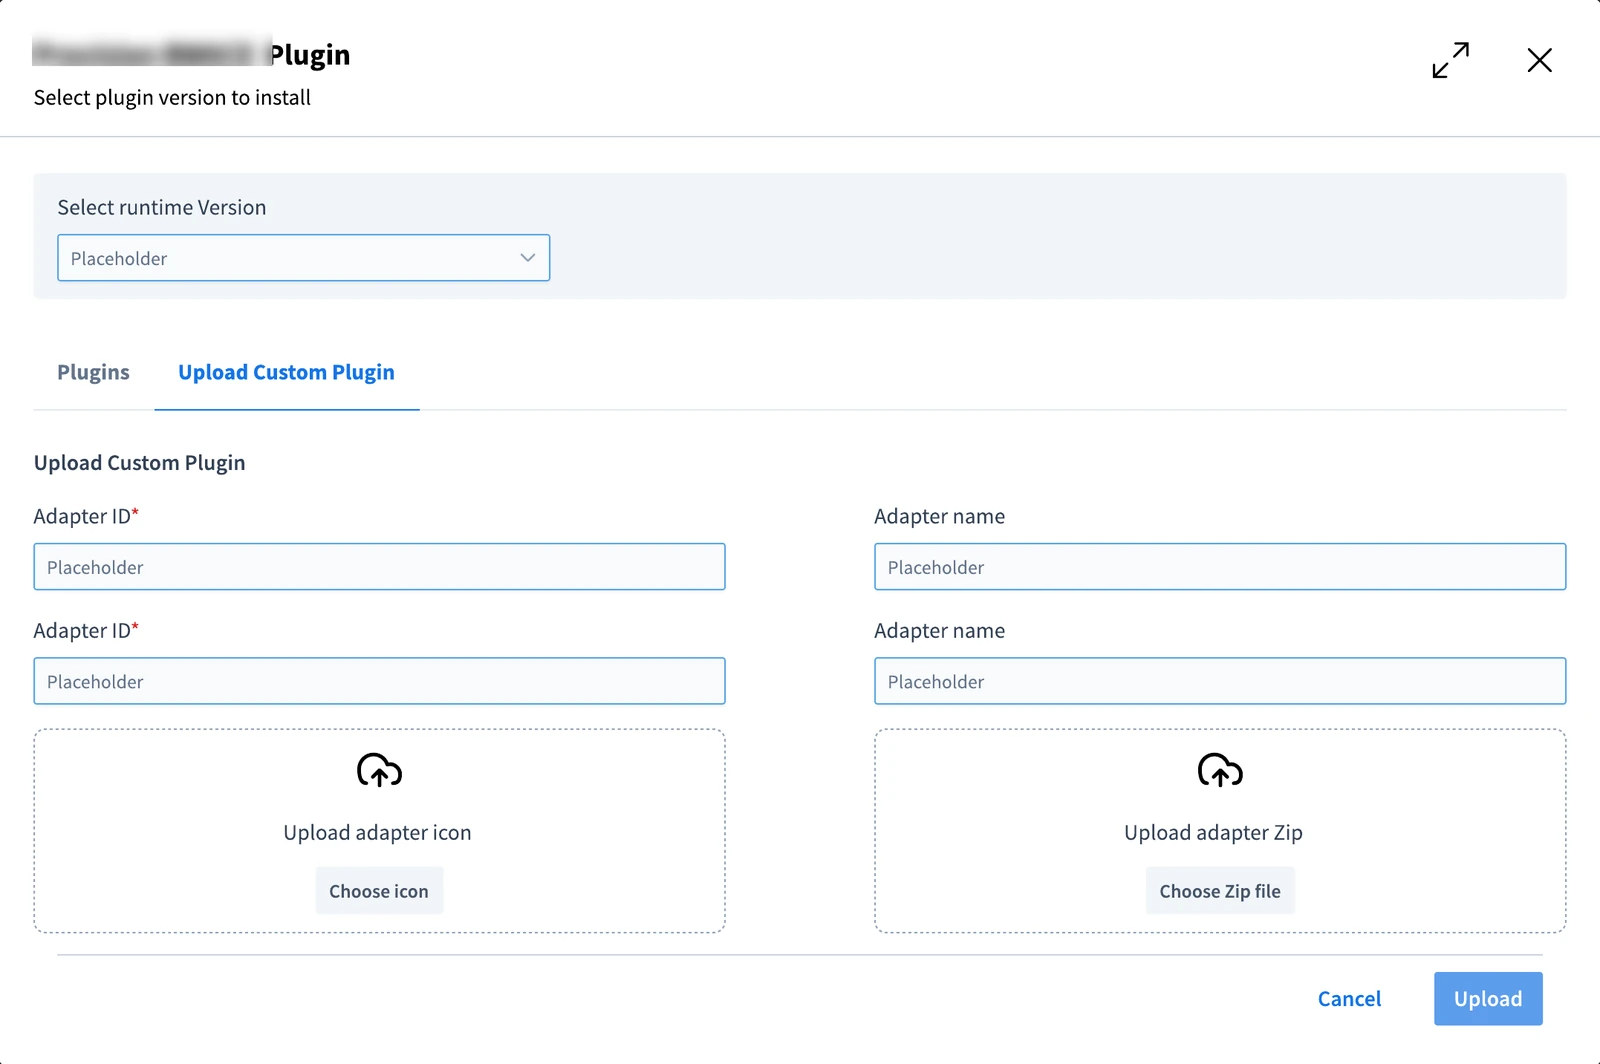 Plugin
Select plugin version to install
Select runtime Version
Placeholder
Plugins
Upload Custom Plugin
Upload Custom Plugin
Adapter ID*
Adapter name
Placeholder
Placeholder
Adapter ID*
Adapter name
Placeholder
Placeholder
Upload adapter icon
Upload adapter Zip
Choose icon
Choose Zip file
Cancel
Upload